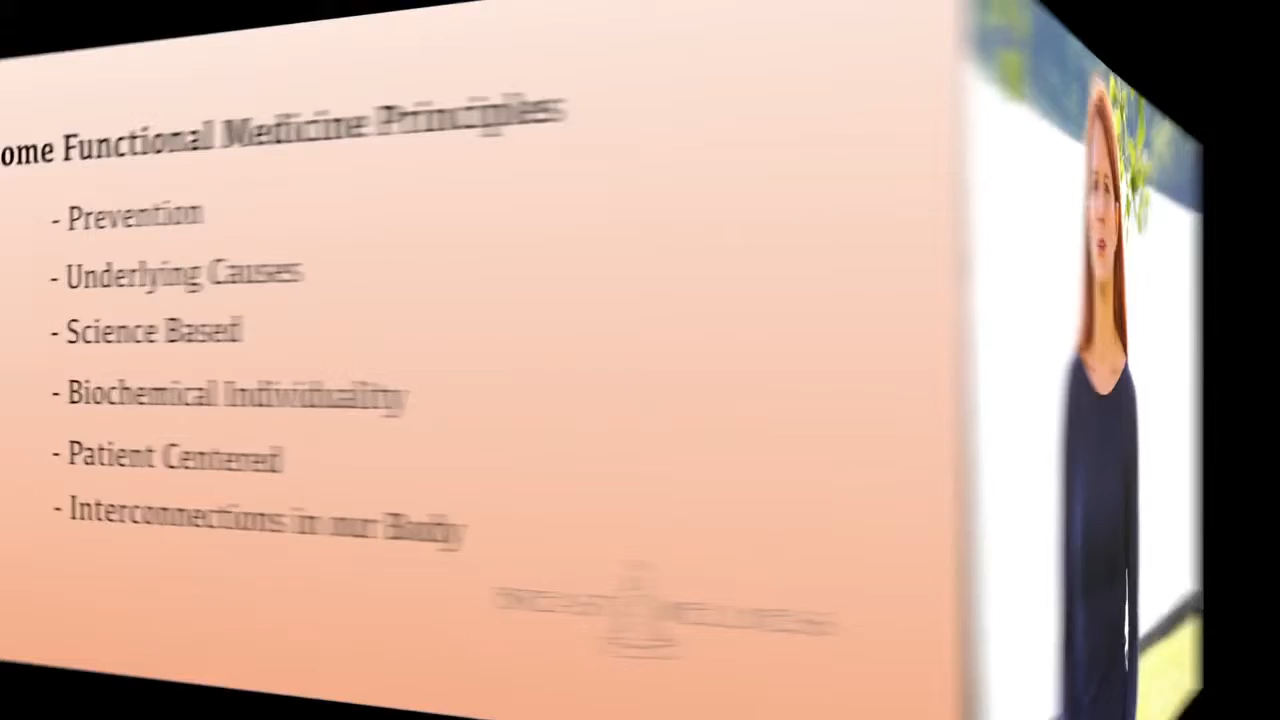 ome Functional Medicine Principles
- Prevention
- Underlying Causes
- Science Based
- Biochemical Individuality
- Patient Centered
- Interconnections in our Body